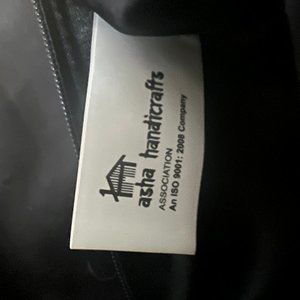 asha handicrafts
ASSOCIATION
An ISO 9001: 2008 Company